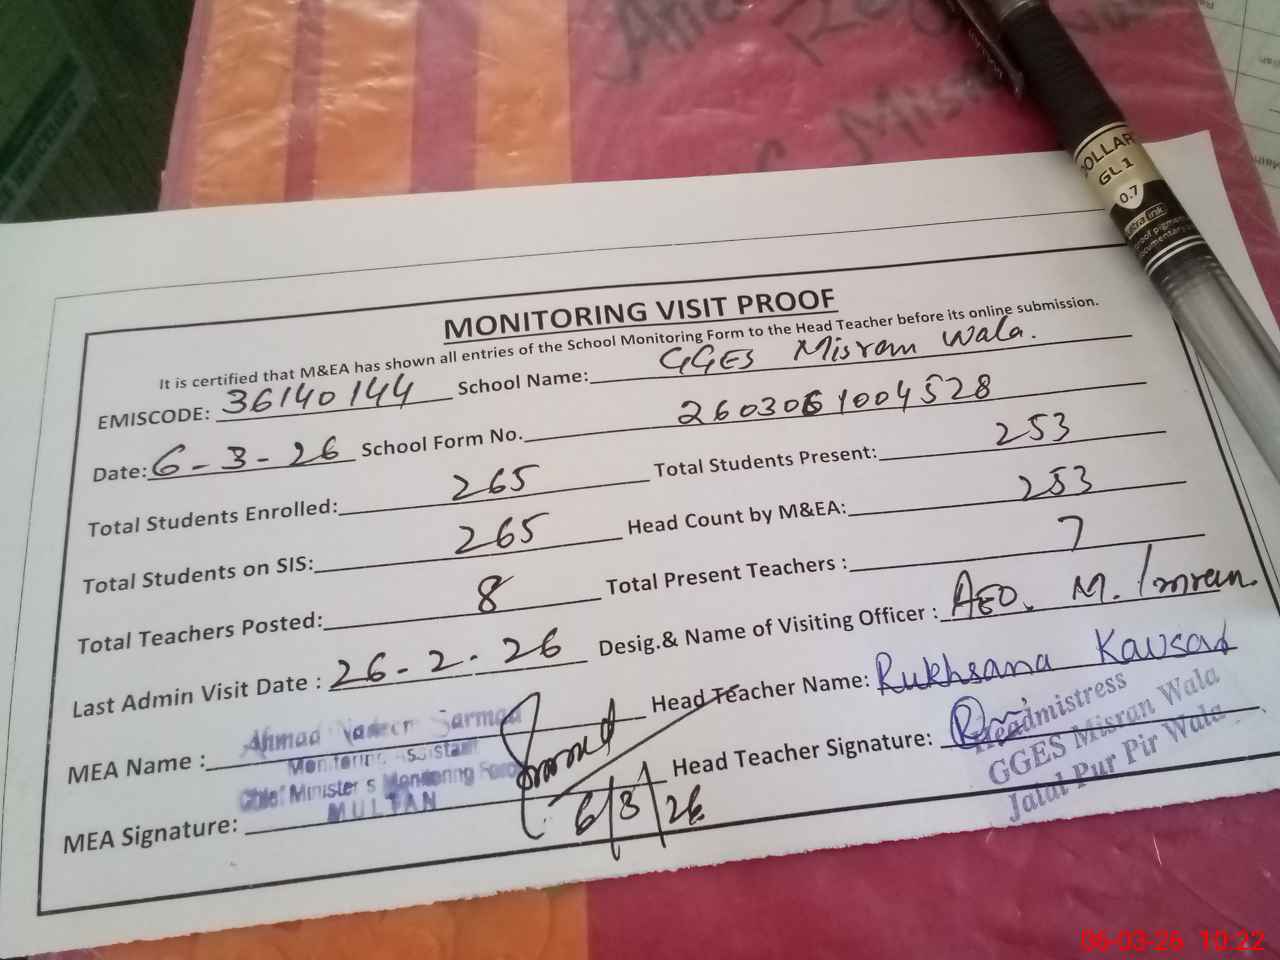 Misran
DOLLAR
GL1
0.7
MONITORING VISIT PROOF
It is certified that M&EA has shown all entries of the School Monitoring Form to the Head Teacher before its online submission.
EMISCODE: 36140144 School Name: GGES Misran Wala.
Date: 6-3-26 School Form No. 2603061004528
Total Students Enrolled: 265 Total Students Present: 253
Total Students on SIS: 265 Head Count by M&EA: 253
Total Teachers Posted: 8 Total Present Teachers : 7
Last Admin Visit Date : 26-2-26 Desig.& Name of Visiting Officer : AEO. M. Imran.
MEA Name : Ahmad Nadeem Sarmad Head Teacher Name: Rukhsana Kausar
Monitoring Assistant
Chief Minister's Monitoring Force
MULTAN
MEA Signature: 6/3/26 Head Teacher Signature:
Headmistress
GGES Misran Wala
Jalal Pur Pir Wala
06-03-26 10:22